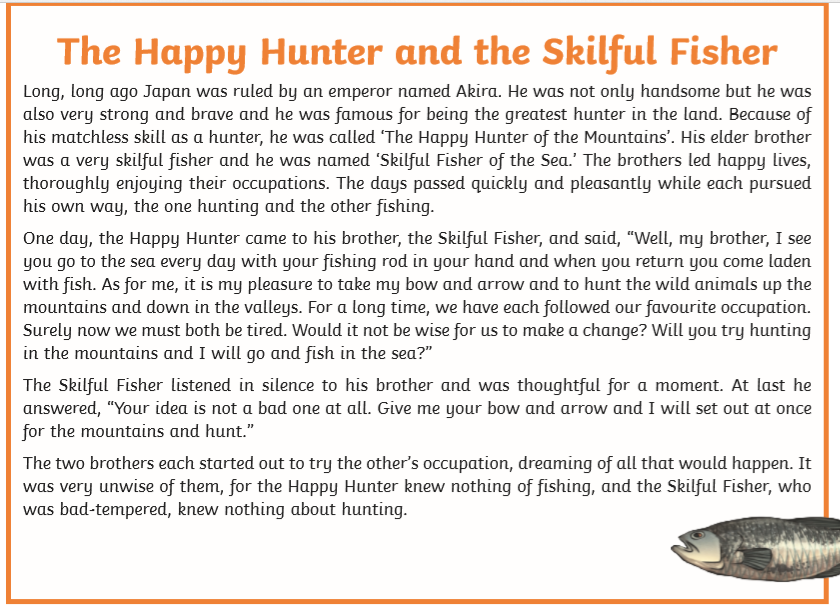 The Happy Hunter and the Skilful Fisher
Long, long ago Japan was ruled by an emperor named Akira. He was not only handsome but he was
also very strong and brave and he was famous for being the greatest hunter in the land. Because of
his matchless skill as a hunter, he was called ‘The Happy Hunter of the Mountains’. His elder brother
was a very skilful fisher and he was named ‘Skilful Fisher of the Sea.’ The brothers led happy lives,
thoroughly enjoying their occupations. The days passed quickly and pleasantly while each pursued
his own way, the one hunting and the other fishing.
One day, the Happy Hunter came to his brother, the Skilful Fisher, and said, “Well, my brother, I see
you go to the sea every day with your fishing rod in your hand and when you return you come laden
with fish. As for me, it is my pleasure to take my bow and arrow and to hunt the wild animals up the
mountains and down in the valleys. For a long time, we have each followed our favourite occupation.
Surely now we must both be tired. Would it not be wise for us to make a change? Will you try hunting
in the mountains and I will go and fish in the sea?”
The Skilful Fisher listened in silence to his brother and was thoughtful for a moment. At last he
answered, “Your idea is not a bad one at all. Give me your bow and arrow and I will set out at once
for the mountains and hunt.”
The two brothers each started out to try the other’s occupation, dreaming of all that would happen. It
was very unwise of them, for the Happy Hunter knew nothing of fishing, and the Skilful Fisher, who
was bad-tempered, knew nothing about hunting.